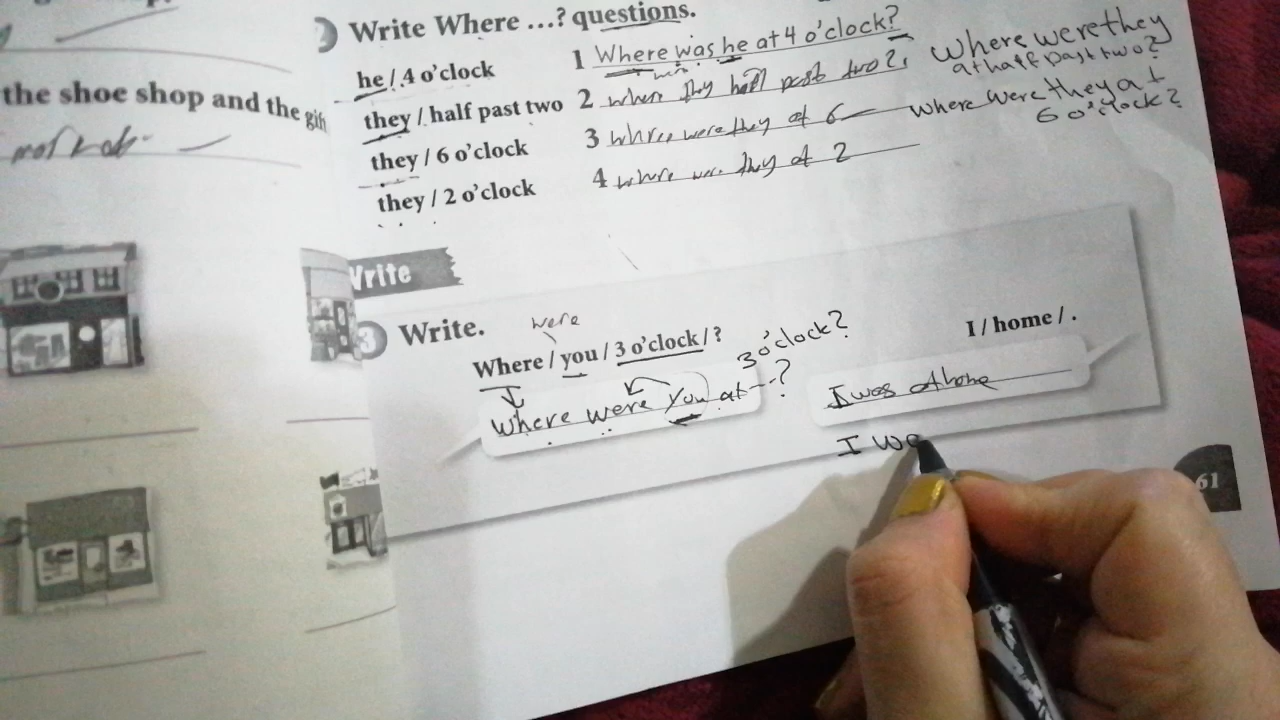 Write Where ...? questions.
he / 4 o'clock
1 Where was he at 4 o'clock?
they / half past two
2 where they half past two?
were
Where were they
at half past two?
they / 6 o'clock
3 where were they at 6
where were they at
6 o'clock?
they / 2 o'clock
4 where were they at 2
the shoe shop and the gift
Write
3 Write.
were
Where / you / 3 o'clock / ?
3 o'clock?
where were you at ---?
I / home / .
I was at home
I wa
61